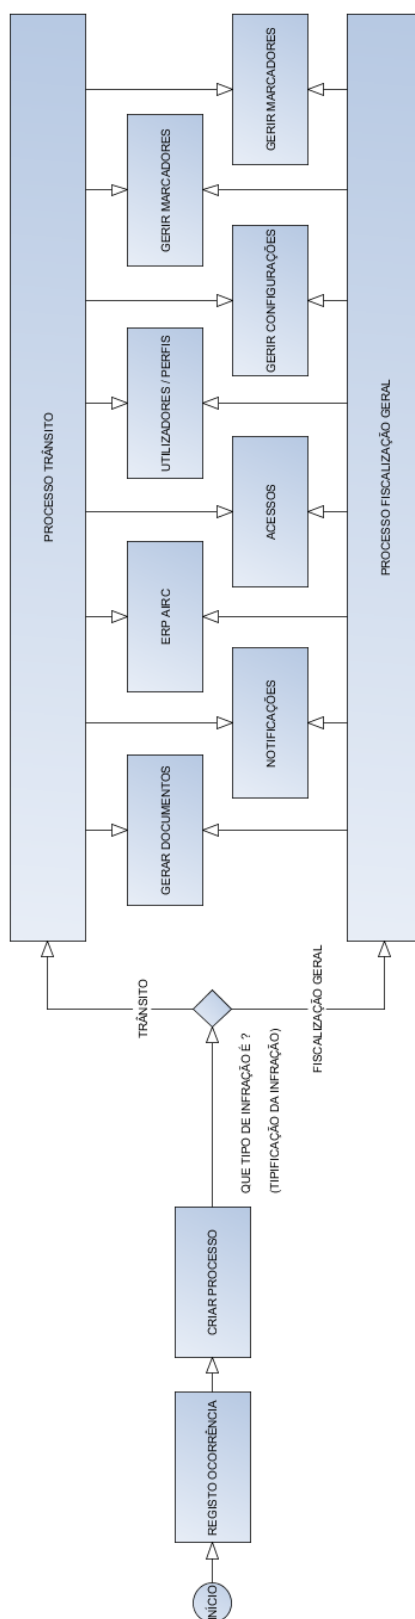 INÍCIO
REGISTO OCORRÊNCIA
CRIAR PROCESSO
QUE TIPO DE INFRAÇÃO É ?
(TIPIFICAÇÃO DA INFRAÇÃO)
TRÂNSITO
FISCALIZAÇÃO GERAL
PROCESSO TRÂNSITO
GERAR DOCUMENTOS
NOTIFICAÇÕES
ERP AIRC
ACESSOS
UTILIZADORES / PERFIS
GERIR CONFIGURAÇÕES
GERIR MARCADORES
GERIR MARCADORES
PROCESSO FISCALIZAÇÃO GERAL